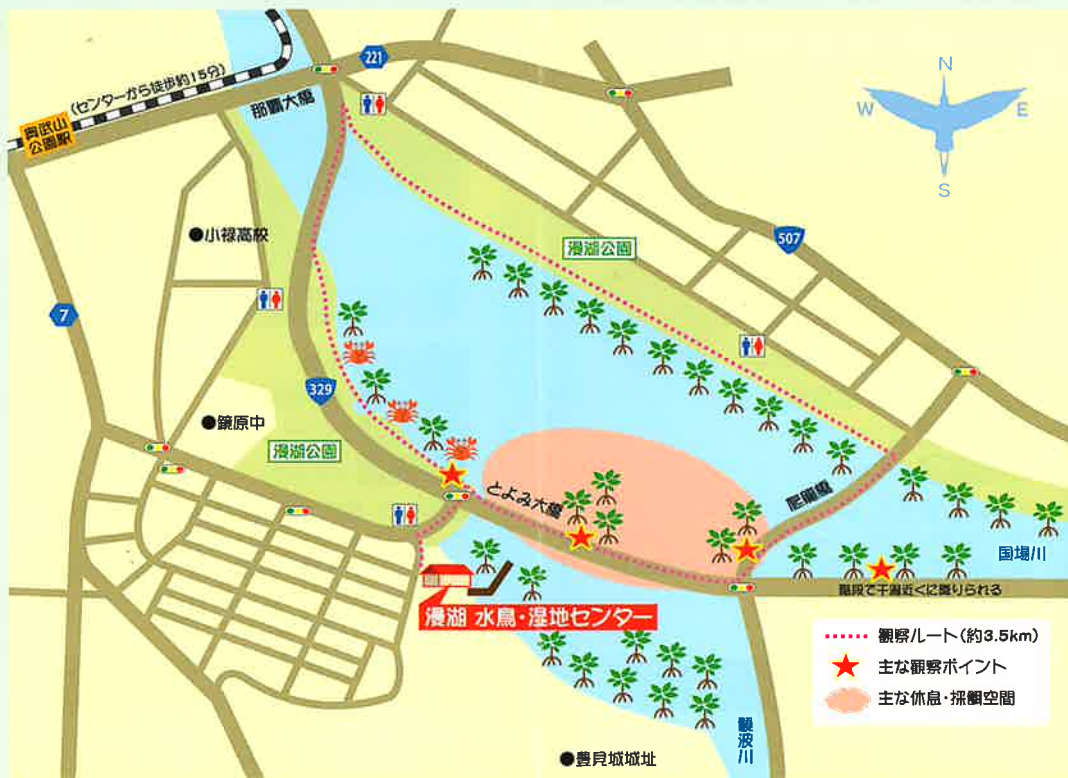 (センターから徒歩約15分)
奥武山
公園駅
那覇大橋
221
N
W
E
S
507
漫湖公園
●小禄高校
7
329
●鏡原中
漫湖公園
とよみ大橋
国場川
階段で干潟近くに降りられる
漫湖 水鳥・湿地センター
観察ルート(約3.5km)
主な観察ポイント
主な休息・採餌空間
饒波川
●豊見城城址